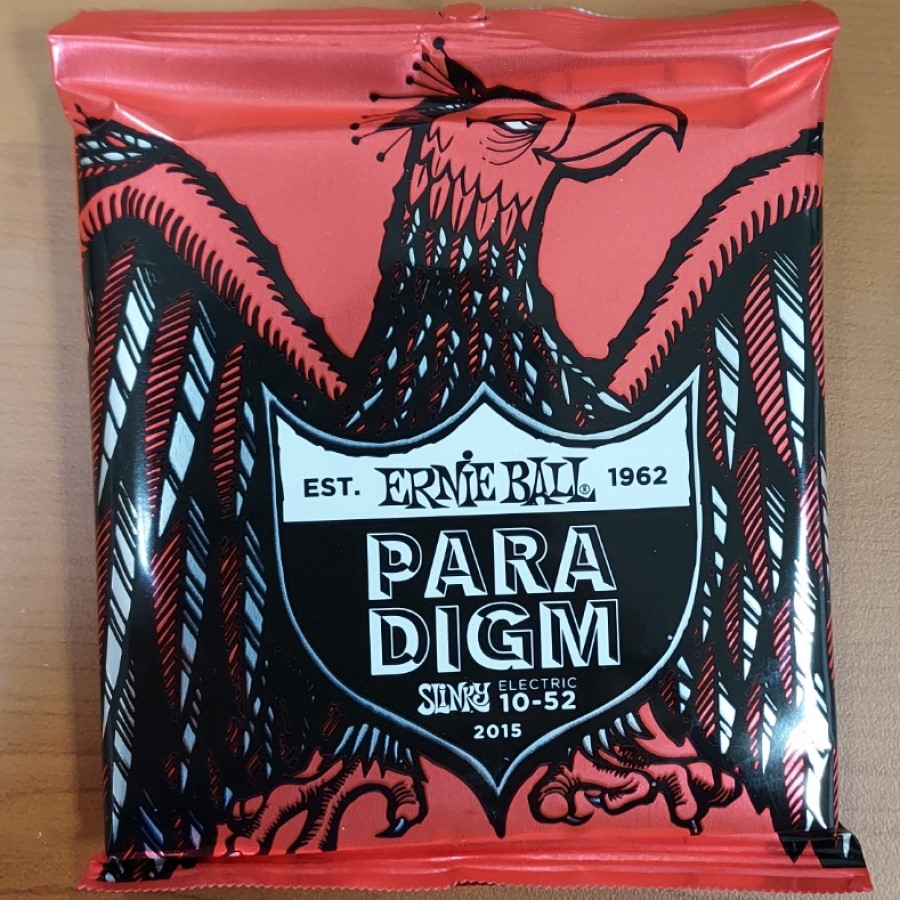 EST. ERNIE BALL® 1962
PARA
DIGM
SLINKY ELECTRIC
10-52
2015